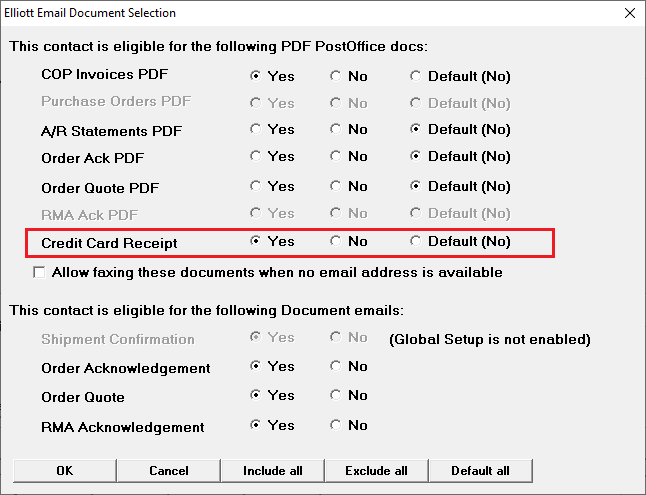 Elliott Email Document Selection
This contact is eligible for the following PDF PostOffice docs:
COP Invoices PDF Yes No Default (No)
Purchase Orders PDF Yes No Default (No)
A/R Statements PDF Yes No Default (No)
Order Ack PDF Yes No Default (No)
Order Quote PDF Yes No Default (No)
RMA Ack PDF Yes No Default (No)
Credit Card Receipt Yes No Default (No)
Allow faxing these documents when no email address is available
This contact is eligible for the following Document emails:
Shipment Confirmation Yes No (Global Setup is not enabled)
Order Acknowledgement Yes No
Order Quote Yes No
RMA Acknowledgement Yes No
OK Cancel Include all Exclude all Default all